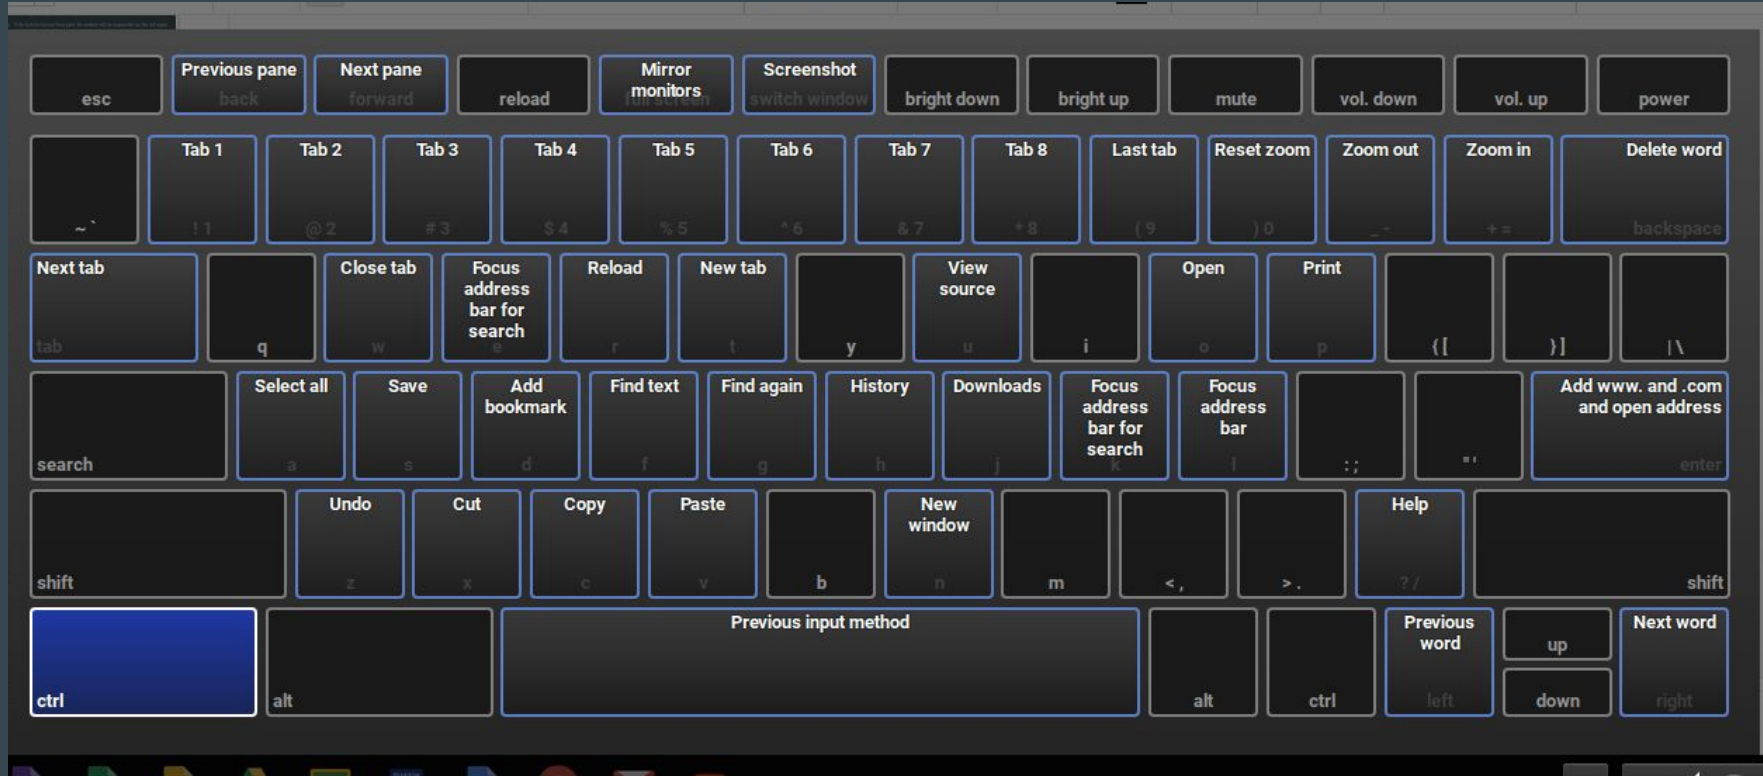 Previous pane
Next pane
Mirror
monitors
Screenshot
esc
back
forward
reload
full screen
switch window
bright down
bright up
mute
vol. down
vol. up
power
Tab 1
Tab 2
Tab 3
Tab 4
Tab 5
Tab 6
Tab 7
Tab 8
Last tab
Reset zoom
Zoom out
Zoom in
Delete word
~ `
! 1
@ 2
# 3
$ 4
% 5
^ 6
& 7
* 8
( 9
) 0
_ -
+ =
backspace
Next tab
Close tab
Focus
address
bar for
search
Reload
New tab
View
source
Open
Print
tab
q
w
e
r
t
y
u
i
o
p
{ [
} ]
| \
Select all
Save
Add
bookmark
Find text
Find again
History
Downloads
Focus
address
bar for
search
Focus
address
bar
Add www. and .com
and open address
search
a
s
d
f
g
h
j
k
l
: ;
" '
enter
Undo
Cut
Copy
Paste
New
window
Help
shift
z
x
c
v
b
n
m
< ,
> .
? /
shift
Previous input method
Previous
word
Next word
ctrl
alt
alt
ctrl
left
up
down
right